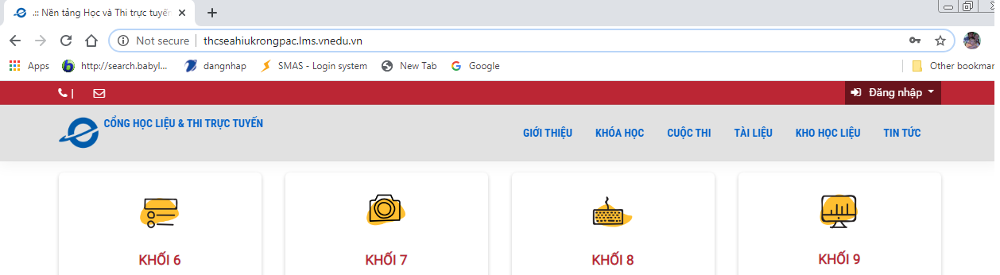 .:: Nền tảng Học và Thi trực tuyến
Not secure thcseahiukrongpac.lms.vnedu.vn
Apps http://search.babyl... dangnhap SMAS - Login system New Tab Google Other bookmar
| Đăng nhập
CỔNG HỌC LIỆU & THI TRỰC TUYẾN
GIỚI THIỆU KHÓA HỌC CUỘC THI TÀI LIỆU KHO HỌC LIỆU TIN TỨC
KHỐI 6 KHỐI 7 KHỐI 8 KHỐI 9